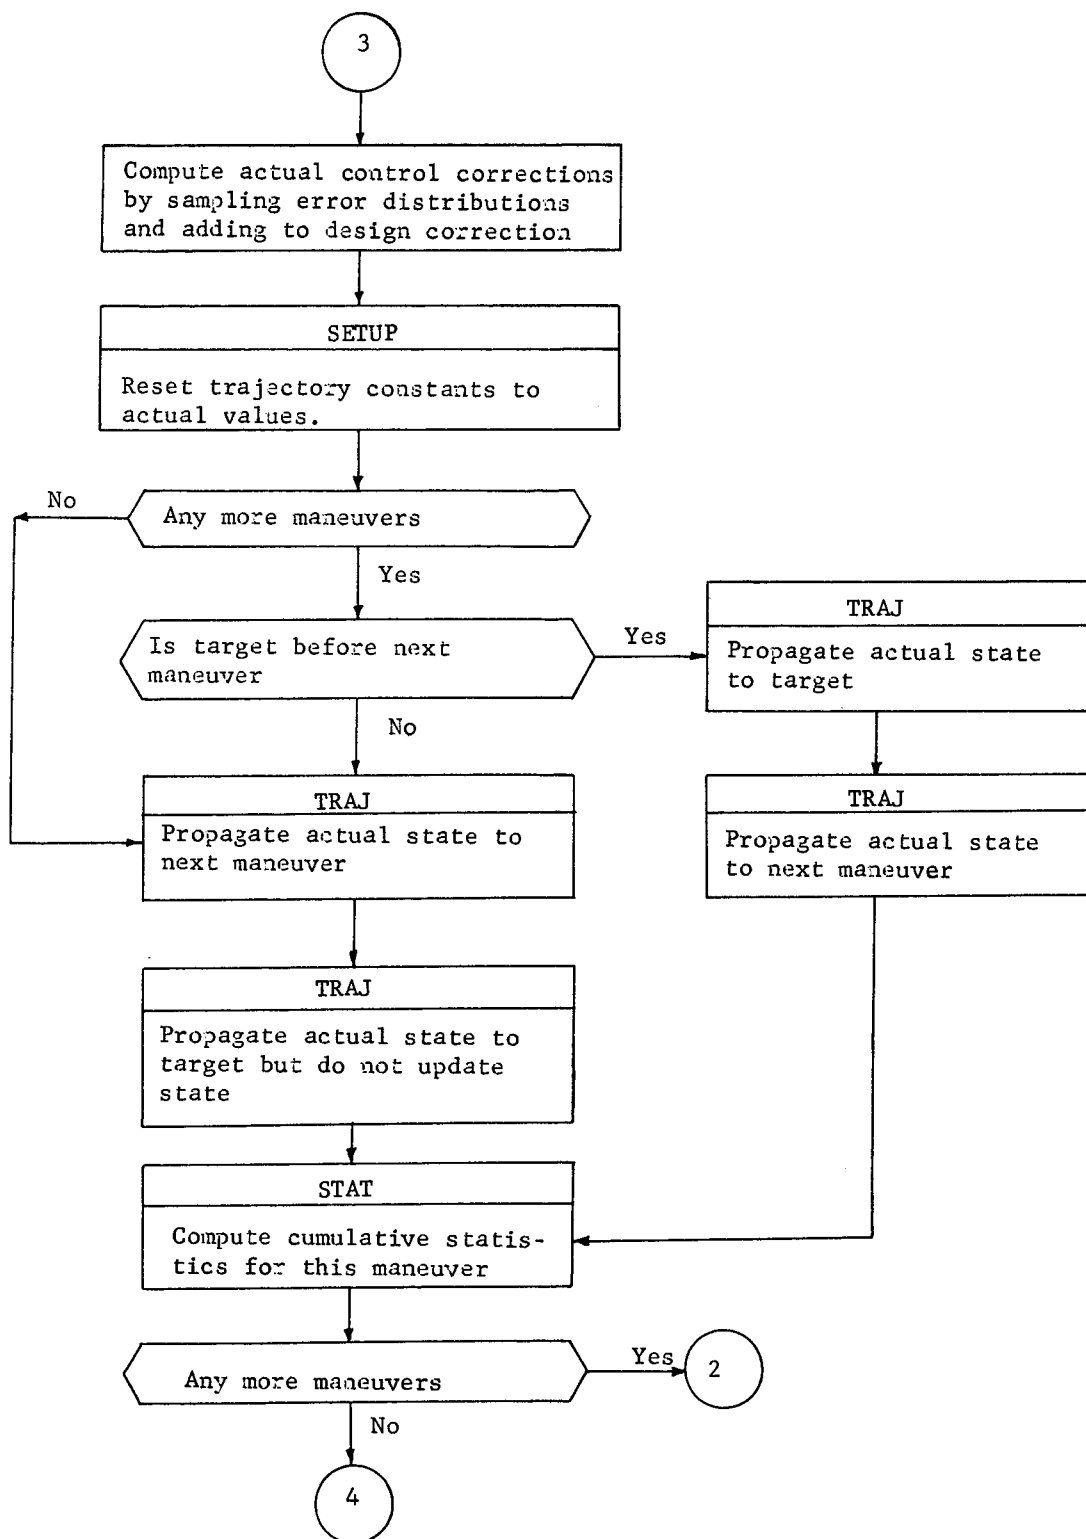 3
Compute actual control corrections
by sampling error distributions
and adding to design correction
SETUP
Reset trajectory constants to
actual values.
No
Any more maneuvers
Yes
Is target before next
maneuver
Yes
TRAJ
Propagate actual state
to target
No
TRAJ
Propagate actual state to
next maneuver
TRAJ
Propagate actual state
to next maneuver
TRAJ
Propagate actual state to
target but do not update
state
STAT
Compute cumulative statis-
tics for this maneuver
Any more maneuvers
Yes
2
No
4